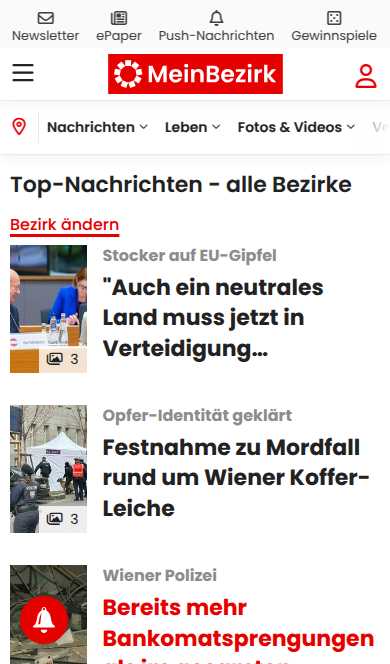 Newsletter ePaper Push-Nachrichten Gewinnspiele
MeinBezirk
Nachrichten Leben Fotos & Videos
Top-Nachrichten - alle Bezirke
Bezirk ändern
Stocker auf EU-Gipfel
"Auch ein neutrales
Land muss jetzt in
Verteidigung...
3
Opfer-Identität geklärt
Festnahme zu Mordfall
rund um Wiener Koffer-
Leiche
3
Wiener Polizei
Bereits mehr
Bankomatsprengungen